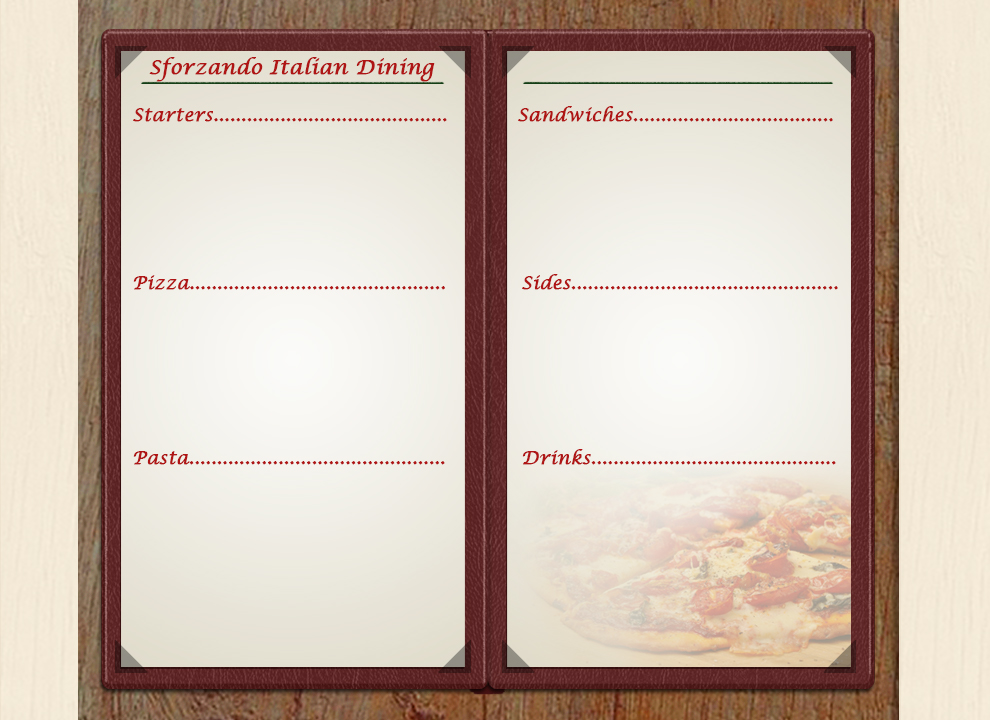 Sforzando Italian Dining
Starters...........................................
Pizza...............................................
Pasta...............................................
Sandwiches.....................................
Sides.................................................
Drinks.............................................